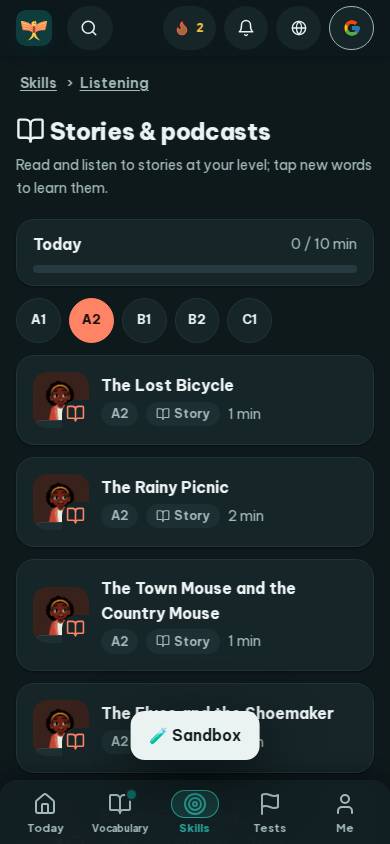 2
Skills > Listening
Stories & podcasts
Read and listen to stories at your level; tap new words
to learn them.
Today 0 / 10 min
A1 A2 B1 B2 C1
The Lost Bicycle
A2 Story 1 min
The Rainy Picnic
A2 Story 2 min
The Town Mouse and the
Country Mouse
A2 Story 1 min
The Elves and the Shoemaker
A2
Sandbox
Today Vocabulary Skills Tests Me